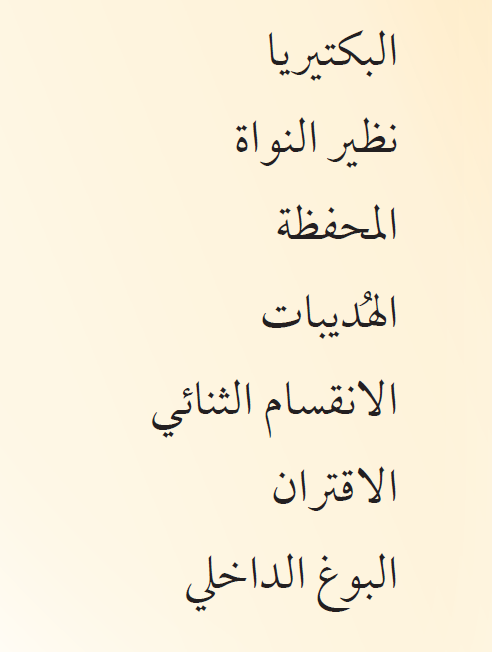 البكتيريا
نظير النواة
المحفظة
الهُديبات
الانقسام الثنائي
الاقتران
البوغ الداخلي